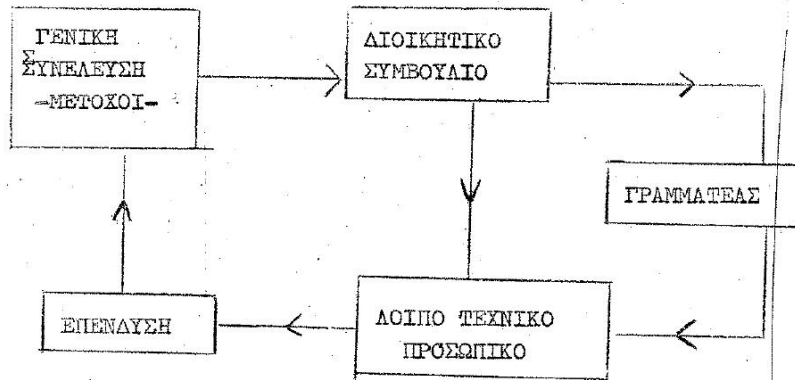 ΓΕΝΙΚΗ
ΣΥΝΕΛΕΥΣΗ
-ΜΕΤΟΧΟΙ-
ΔΙΟΙΚΗΤΙΚΟ
ΣΥΜΒΟΥΛΙΟ
ΓΡΑΜΜΑΤΕΑΣ
ΕΠΕΝΔΥΣΗ
ΛΟΙΠΟ ΤΕΧΝΙΚΟ
ΠΡΟΣΩΠΙΚΟ